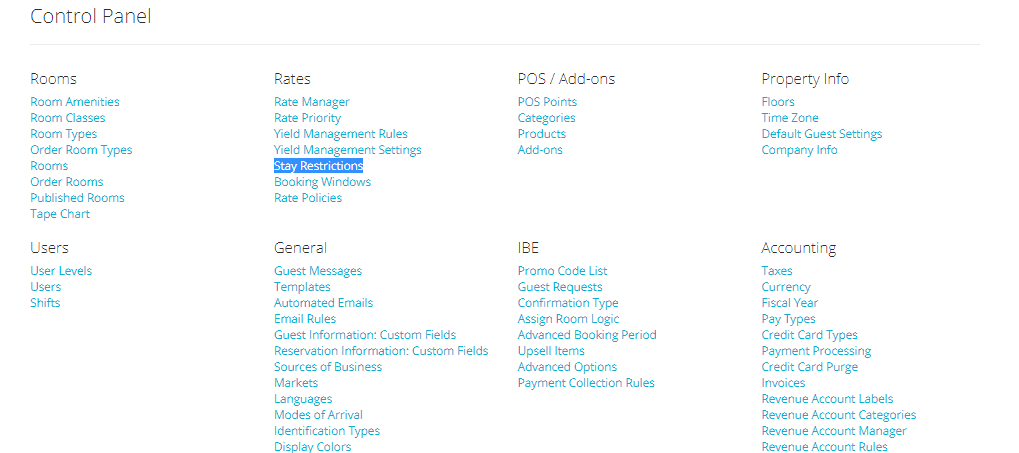 Control Panel
Rooms
Room Amenities
Room Classes
Room Types
Order Room Types
Rooms
Order Rooms
Published Rooms
Tape Chart
Rates
Rate Manager
Rate Priority
Yield Management Rules
Yield Management Settings
Stay Restrictions
Booking Windows
Rate Policies
POS / Add-ons
POS Points
Categories
Products
Add-ons
Property Info
Floors
Time Zone
Default Guest Settings
Company Info
Users
User Levels
Users
Shifts
General
Guest Messages
Templates
Automated Emails
Email Rules
Guest Information: Custom Fields
Reservation Information: Custom Fields
Sources of Business
Markets
Languages
Modes of Arrival
Identification Types
Display Colors
IBE
Promo Code List
Guest Requests
Confirmation Type
Assign Room Logic
Advanced Booking Period
Upsell Items
Advanced Options
Payment Collection Rules
Accounting
Taxes
Currency
Fiscal Year
Pay Types
Credit Card Types
Payment Processing
Credit Card Purge
Invoices
Revenue Account Labels
Revenue Account Categories
Revenue Account Manager
Revenue Account Rules